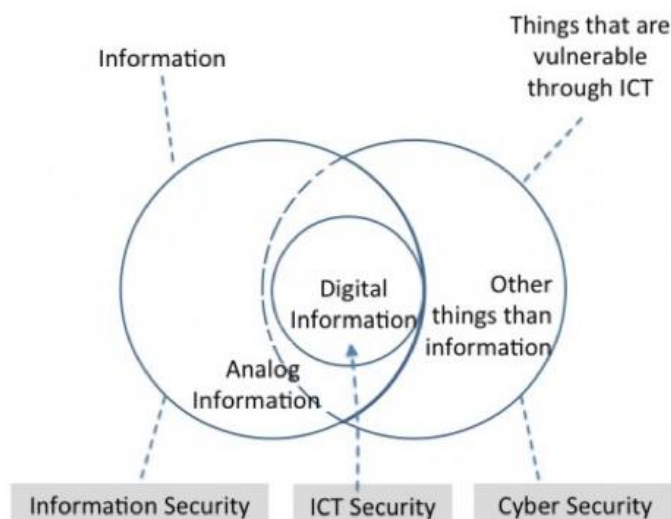 Information
Things that are
vulnerable
through ICT
Digital
Information
Other
things than
information
Analog
Information
Information Security
ICT Security
Cyber Security